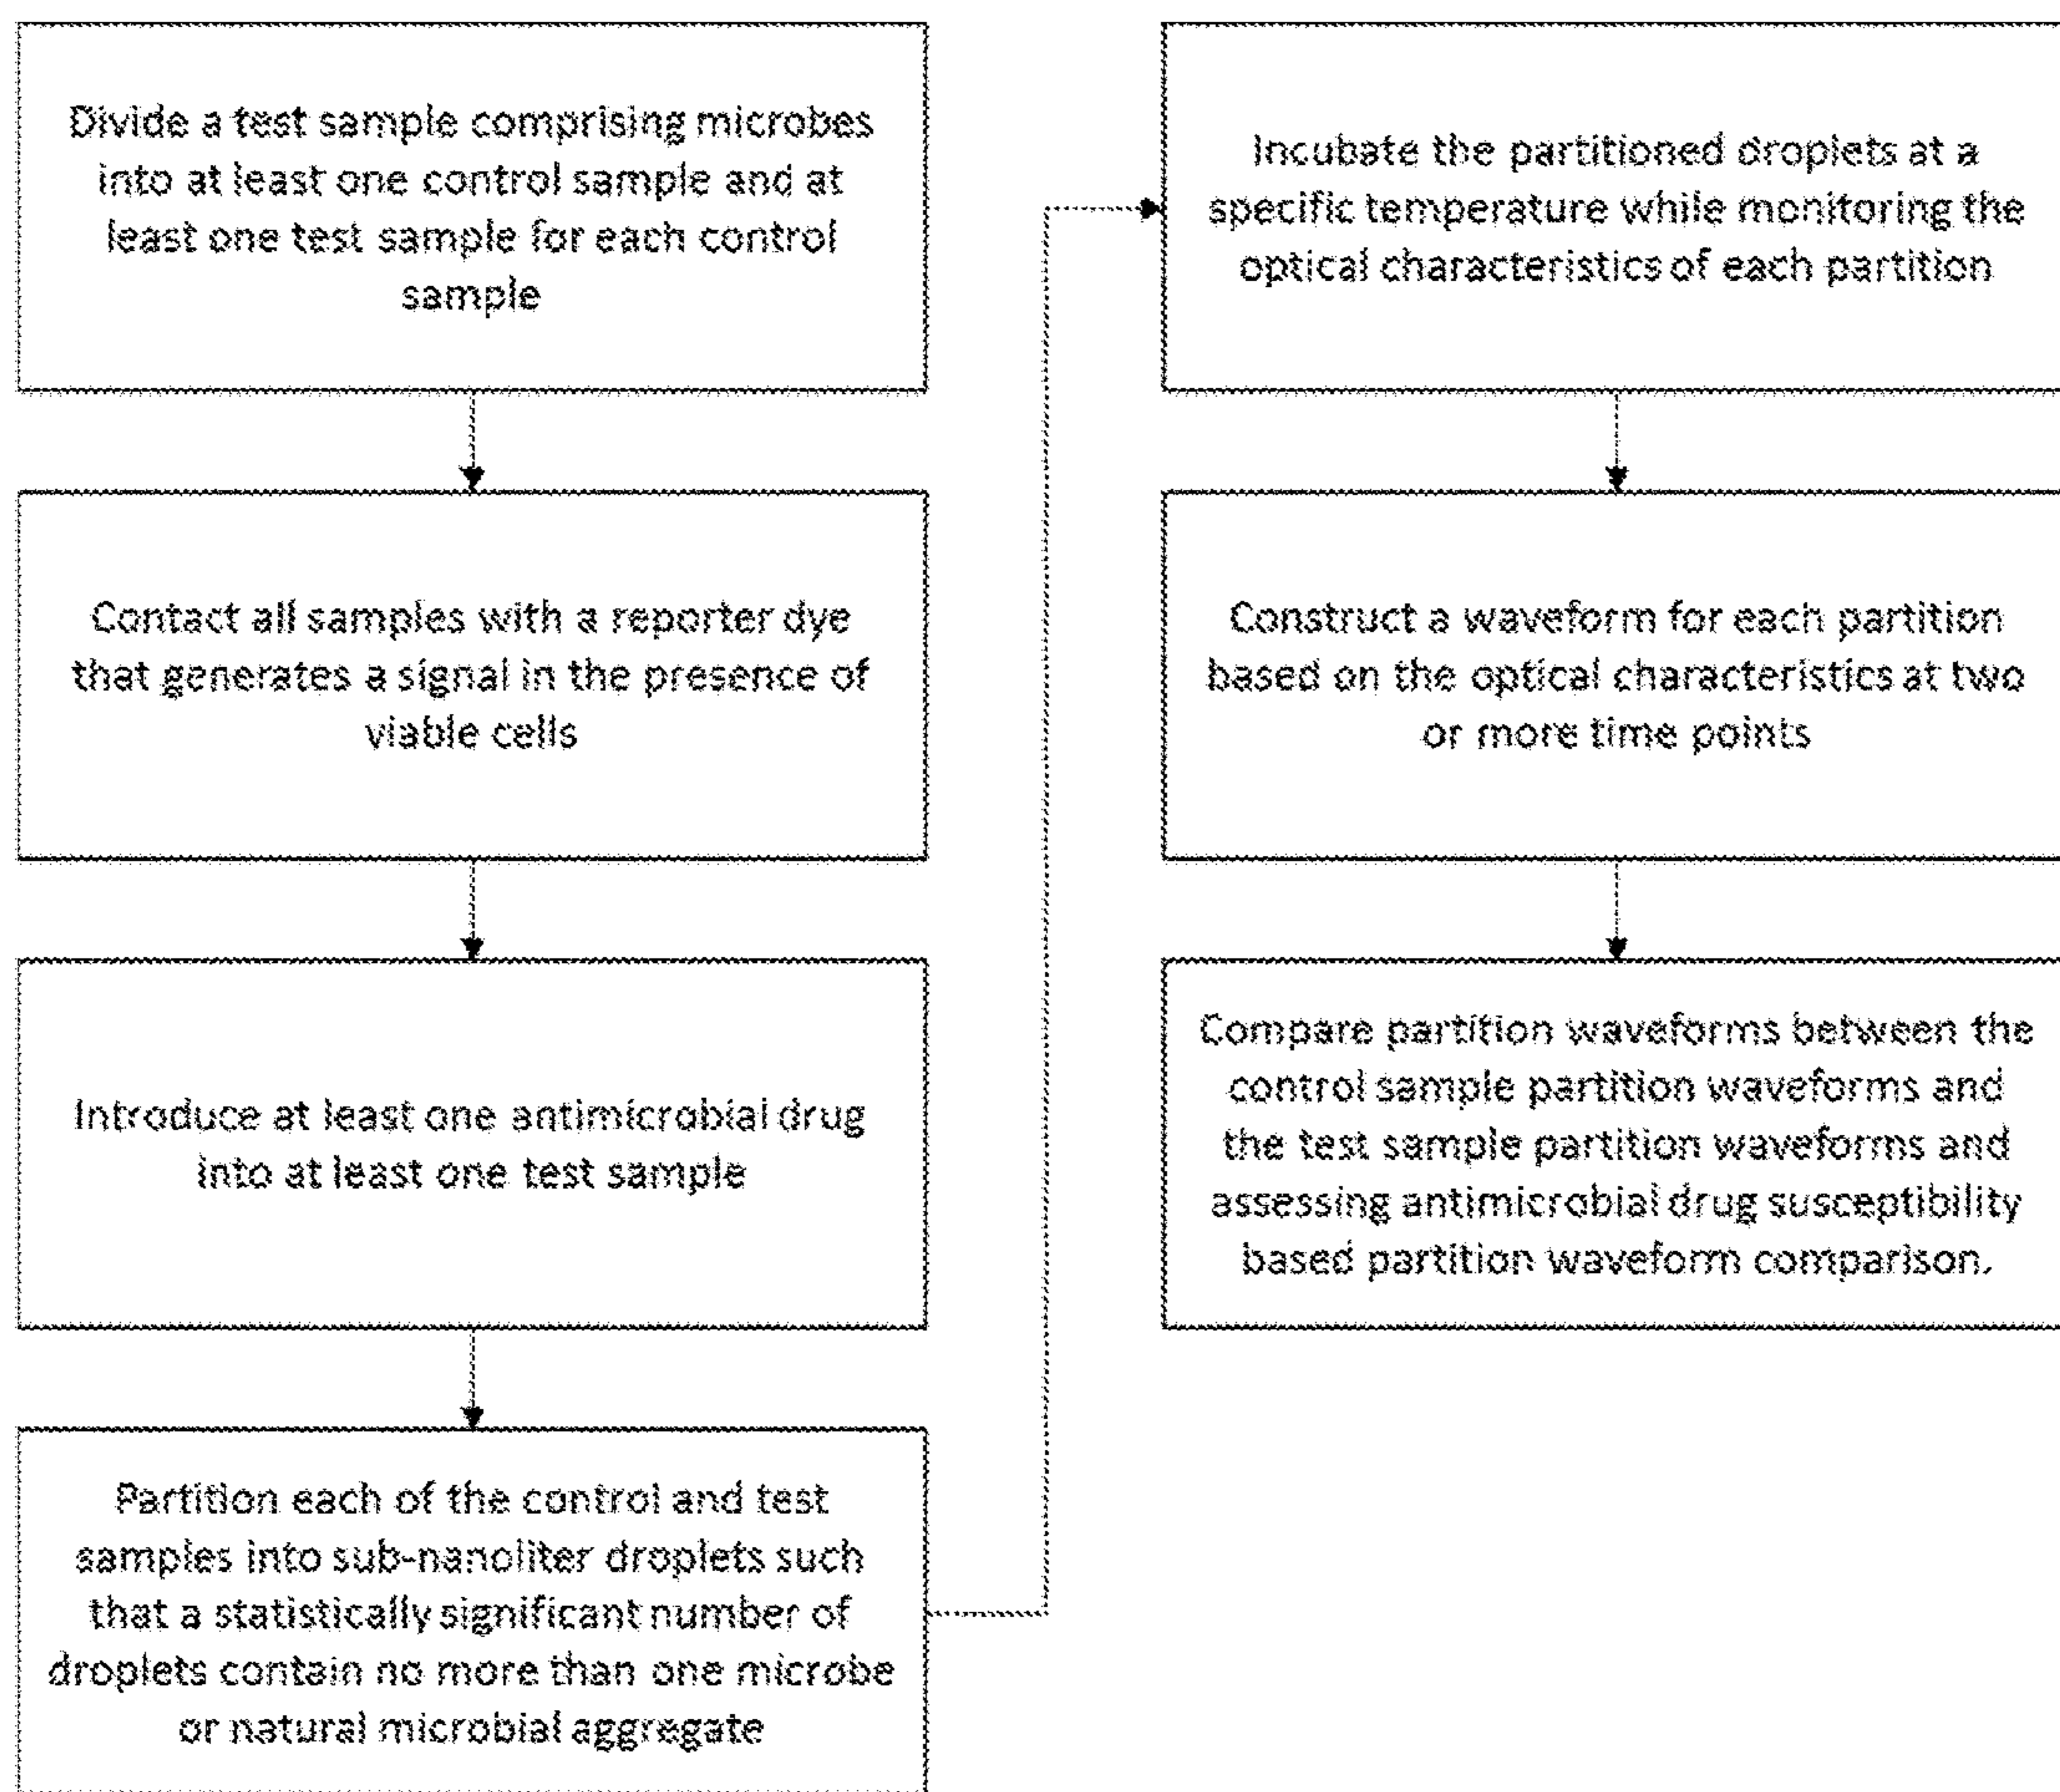 Divide a test sample comprising microbes
into at least one control sample and at
least one test sample for each control
sample
Contact all samples with a reporter dye
that generates a signal in the presence of
viable cells
Introduce at least one antimicrobial drug
into at least one test sample
Partition each of the control and test
samples into sub-nanoliter droplets such
that a statistically significant number of
droplets contain no more than one microbe
or natural microbial aggregate
Incubate the partitioned droplets at a
specific temperature while monitoring the
optical characteristics of each partition
Construct a waveform for each partition
based on the optical characteristics at two
or more time points
Compare partition waveforms between the
control sample partition waveforms and
the test sample partition waveforms and
assessing antimicrobial drug susceptibility
based partition waveform comparison.